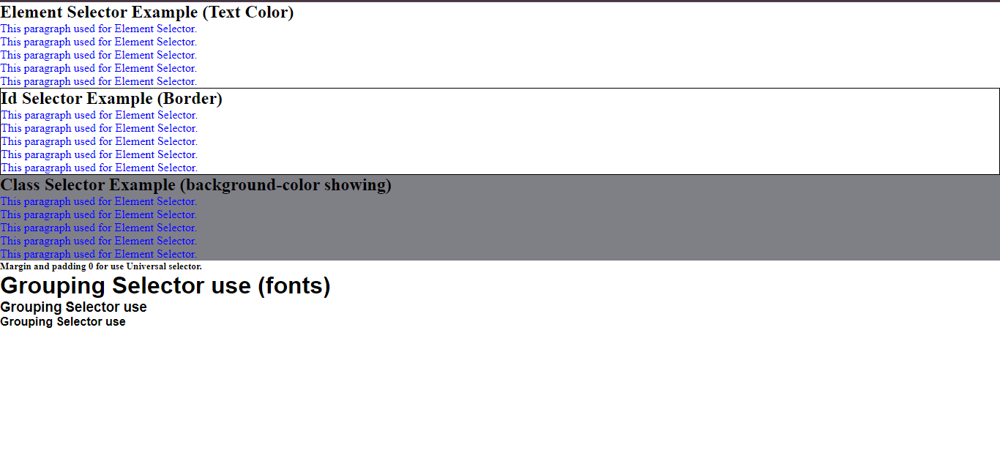 Element Selector Example (Text Color)
This paragraph used for Element Selector.
This paragraph used for Element Selector.
This paragraph used for Element Selector.
This paragraph used for Element Selector.
This paragraph used for Element Selector.
Id Selector Example (Border)
This paragraph used for Element Selector.
This paragraph used for Element Selector.
This paragraph used for Element Selector.
This paragraph used for Element Selector.
This paragraph used for Element Selector.
Class Selector Example (background-color showing)
This paragraph used for Element Selector.
This paragraph used for Element Selector.
This paragraph used for Element Selector.
This paragraph used for Element Selector.
This paragraph used for Element Selector.
Margin and padding 0 for use Universal selector.
Grouping Selector use (fonts)
Grouping Selector use
Grouping Selector use